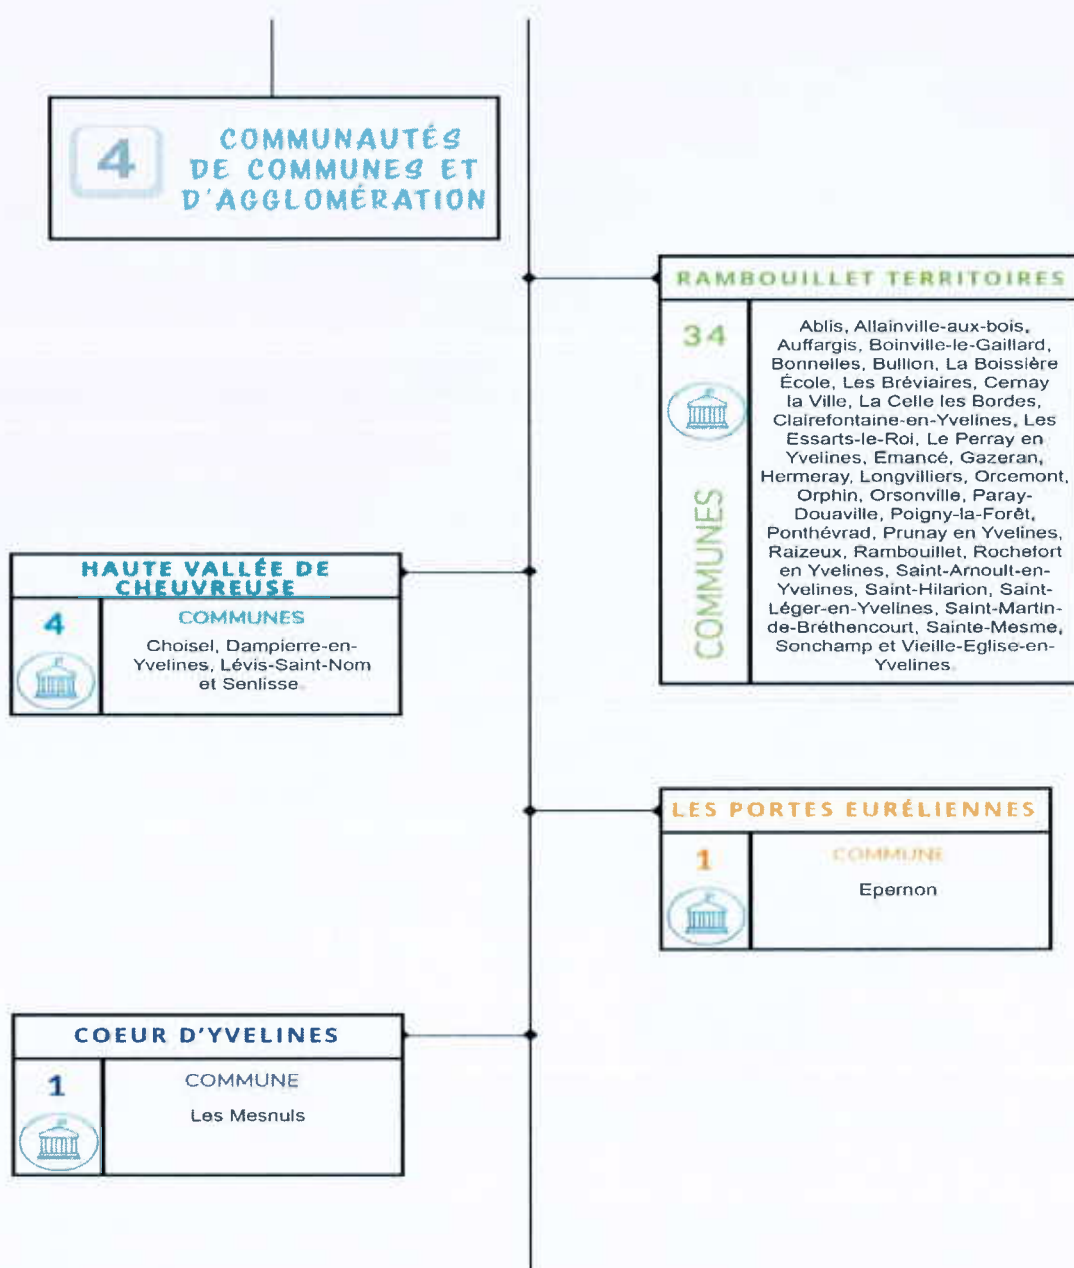 4
COMMUNAUTÉS
DE COMMUNES ET
D'AGGLOMÉRATION
RAMBOUILLET TERRITOIRES
34
COMMUNES
Ablis, Allainville-aux-bois,
Auffargis, Boinville-le-Gaillard,
Bonnelles, Bullion, La Boissière
École, Les Bréviaires, Cernay
la Ville, La Celle les Bordes,
Clairefontaine-en-Yvelines, Les
Essarts-le-Roi, Le Perray en
Yvelines, Emancé, Gazeran,
Hermeray, Longvilliers, Orcemont,
Orphin, Orsonville, Paray-
Douaville, Poigny-la-Forêt,
Ponthévrad, Prunay en Yvelines,
Raizeux, Rambouillet, Rochefort
en Yvelines, Saint-Arnoult-en-
Yvelines, Saint-Hilarion, Saint-
Léger-en-Yvelines, Saint-Martin-
de-Bréthencourt, Sainte-Mesme,
Sonchamp et Vieille-Eglise-en-
Yvelines.
HAUTE VALLÉE DE
CHEUVREUSE
4
COMMUNES
Choisel, Dampierre-en-
Yvelines, Lévis-Saint-Nom
et Senlisse.
LES PORTES EURÉLIENNES
1
COMMUNE
Epernon
COEUR D'YVELINES
1
COMMUNE
Les Mesnuls